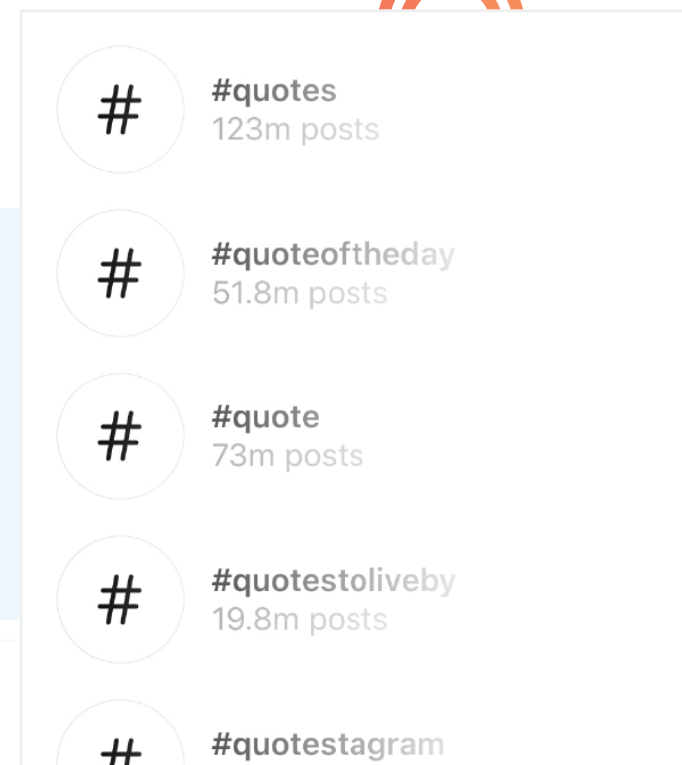 #
#quotes
123m posts
#
#quoteoftheday
51.8m posts
#
#quote
73m posts
#
#quotestoliveby
19.8m posts
#
#quotestagram